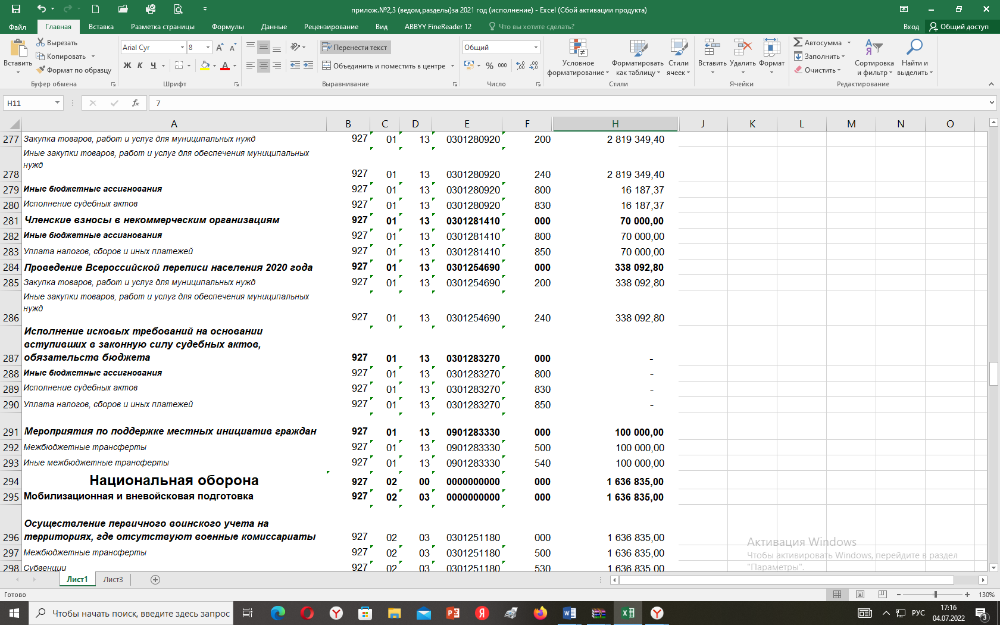 прилож.№2,3 (ведом,разделы)за 2021 год (исполнение) - Excel (Сбой активации продукта)
Файл Главная Вставка Разметка страницы Формулы Данные Рецензирование Вид ABBYY FineReader 12 Что вы хотите сделать? Вход Общий доступ
Вставить
Вырезать
Копировать
Формат по образцу
Буфер обмена
Arial Cyr 8
Ж К Ч
Шрифт
Перенести текст
Объединить и поместить в центре
Выравнивание
Общий
% 000
Число
Условное форматирование
Форматировать как таблицу
Стили ячеек
Стили
Вставить Удалить Формат
Ячейки
Автосумма
Заполнить
Очистить
Сортировка и фильтр
Найти и выделить
Редактирование
H11 fx 7
A B C D E F H J K L M N O
277 Закупка товаров, работ и услуг для муниципальных нужд 927 01 13 0301280920 200 2 819 349,40
Иные закупки товаров, работ и услуг для обеспечения муниципальных
нужд
278 927 01 13 0301280920 240 2 819 349,40
279 Иные бюджетные ассигнования 927 01 13 0301280920 800 16 187,37
280 Исполнение судебных актов 927 01 13 0301280920 830 16 187,37
281 Членские взносы в некоммерческим организациям 927 01 13 0301281410 000 70 000,00
282 Иные бюджетные ассигнования 927 01 13 0301281410 800 70 000,00
283 Уплата налогов, сборов и иных платежей 927 01 13 0301281410 850 70 000,00
284 Проведение Всероссийской переписи населения 2020 года 927 01 13 0301254690 000 338 092,80
285 Закупка товаров, работ и услуг для муниципальных нужд 927 01 13 0301254690 200 338 092,80
Иные закупки товаров, работ и услуг для обеспечения муниципальных
нужд
286 927 01 13 0301254690 240 338 092,80
Исполнение исковых требований на основании
вступивших в законную силу судебных актов,
287 обязательств бюджета 927 01 13 0301283270 000 -
288 Иные бюджетные ассигнования 927 01 13 0301283270 800 -
289 Исполнение судебных актов 927 01 13 0301283270 830 -
290 Уплата налогов, сборов и иных платежей 927 01 13 0301283270 850 -
291 Мероприятия по поддержке местных инициатив граждан 927 01 13 0901283330 000 100 000,00
292 Межбюджетные трансферты 927 01 13 0901283330 500 100 000,00
293 Иные межбюджетные трансферты 927 01 13 0901283330 540 100 000,00
294 Национальная оборона 927 02 00 0000000000 000 1 636 835,00
295 Мобилизационная и вневойсковая подготовка 927 02 03 0000000000 000 1 636 835,00
Осуществление первичного воинского учета на
296 территориях, где отсутствуют военные комиссариаты 927 02 03 0301251180 000 1 636 835,00
297 Межбюджетные трансферты 927 02 03 0301251180 500 1 636 835,00
298 Субвенции 927 02 03 0301251180 530 1 636 835,00
Активация Windows
Чтобы активировать Windows, перейдите в раздел
"Параметры".
Лист1 Лист3
Готово 130%
Чтобы начать поиск, введите здесь запрос
РУС 17:16
04.07.2022 3